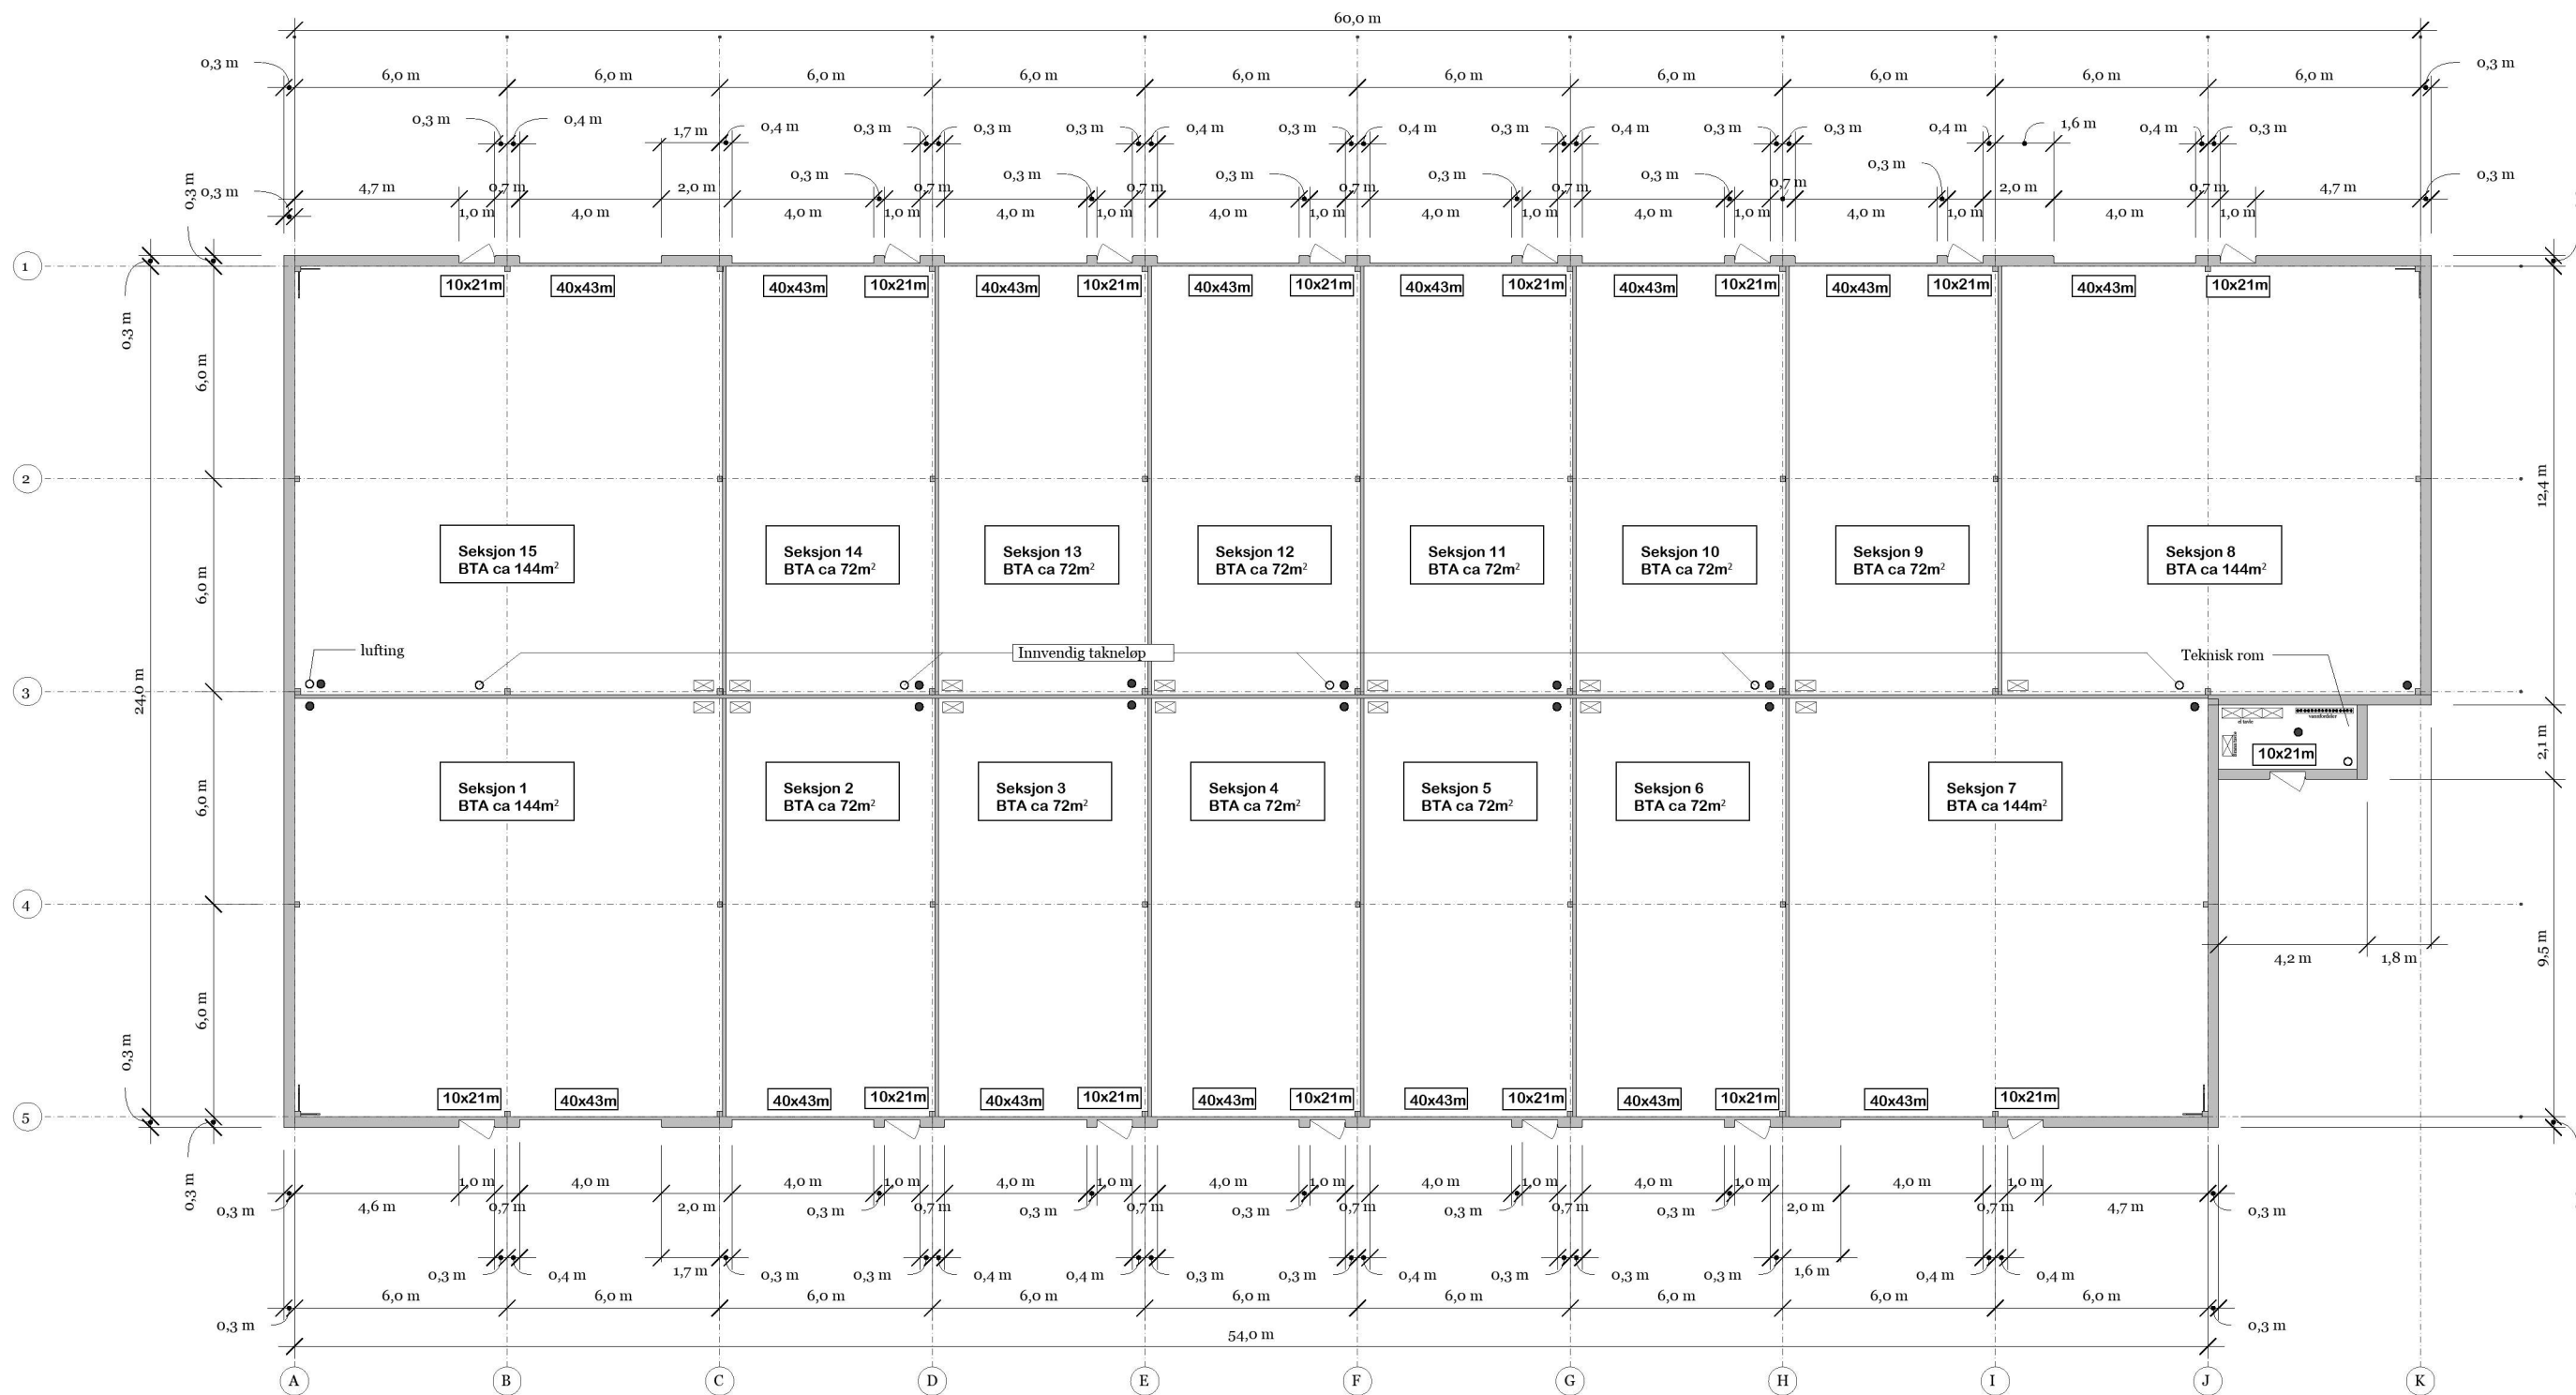 60,0 m
0,3 m
6,0 m 6,0 m 6,0 m 6,0 m 6,0 m 6,0 m 6,0 m 6,0 m 6,0 m 6,0 m
0,3 m
0,3 m 0,4 m 1,7 m 0,4 m 0,3 m 0,3 m 0,3 m 0,4 m 0,3 m 0,4 m 0,3 m 0,4 m 0,3 m 0,3 m 0,4 m 1,6 m 0,4 m 0,3 m
0,3 m 0,3 m 0,3 m 0,3 m 0,3 m 0,3 m
0,3 m 0,3 m 4,7 m 0,7 m 2,0 m 0,7 m 0,7 m 0,7 m 0,7 m 0,7 m 2,0 m 0,7 m 4,7 m 0,3 m
1,0 m 4,0 m 4,0 m 1,0 m 4,0 m 1,0 m 4,0 m 1,0 m 4,0 m 1,0 m 4,0 m 1,0 m 4,0 m 1,0 m 4,0 m 1,0 m
1
10x21m 40x43m 40x43m 10x21m 40x43m 10x21m 40x43m 10x21m 40x43m 10x21m 40x43m 10x21m 40x43m 10x21m 40x43m 10x21m
0,3 m
6,0 m
2
12,4 m
Seksjon 15
BTA ca 144m²
Seksjon 14
BTA ca 72m²
Seksjon 13
BTA ca 72m²
Seksjon 12
BTA ca 72m²
Seksjon 11
BTA ca 72m²
Seksjon 10
BTA ca 72m²
Seksjon 9
BTA ca 72m²
Seksjon 8
BTA ca 144m²
6,0 m
lufting
Innvendig takneløp
Teknisk rom
3
24,0 m
10x21m
2,1 m
Seksjon 1
BTA ca 144m²
Seksjon 2
BTA ca 72m²
Seksjon 3
BTA ca 72m²
Seksjon 4
BTA ca 72m²
Seksjon 5
BTA ca 72m²
Seksjon 6
BTA ca 72m²
Seksjon 7
BTA ca 144m²
6,0 m
4
4,2 m 1,8 m
9,5 m
6,0 m
0,3 m
10x21m 40x43m 40x43m 10x21m 40x43m 10x21m 40x43m 10x21m 40x43m 10x21m 40x43m 10x21m 40x43m 10x21m
5
1,0 m 4,0 m 4,0 m 1,0 m 4,0 m 1,0 m 4,0 m 1,0 m 4,0 m 1,0 m 4,0 m 1,0 m 4,0 m 1,0 m
0,3 m 0,3 m 4,6 m 0,7 m 2,0 m 0,3 m 0,7 m 0,3 m 0,7 m 0,3 m 0,7 m 0,3 m 0,7 m 0,3 m 2,0 m 0,7 m 4,7 m 0,3 m
0,3 m 0,4 m 1,7 m 0,3 m 0,3 m 0,4 m 0,4 m 0,3 m 0,3 m 0,4 m 0,3 m 0,3 m 0,3 m 1,6 m 0,4 m 0,4 m
6,0 m 6,0 m 6,0 m 6,0 m 6,0 m 6,0 m 6,0 m 6,0 m 6,0 m
0,3 m 0,3 m
54,0 m
A B C D E F G H I J K